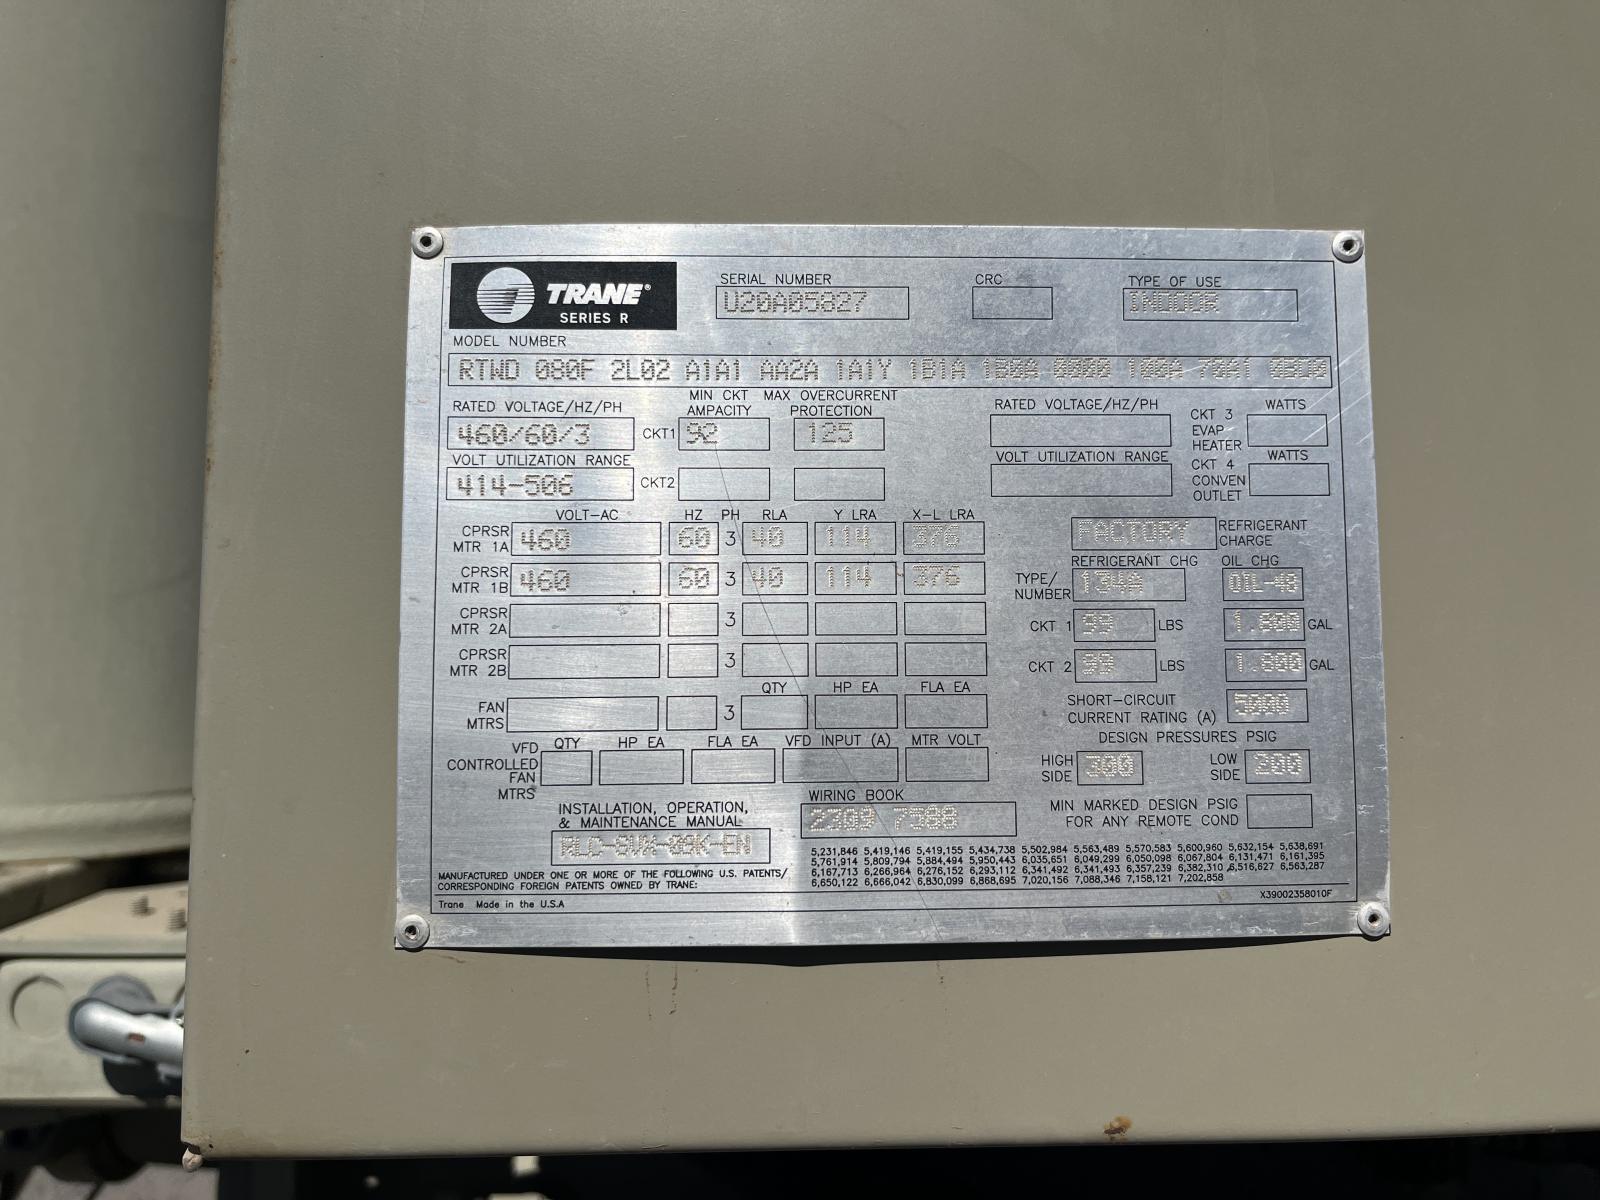 TRANE®
SERIES R
SERIAL NUMBER CRC TYPE OF USE
U20A05827 INDOOR
MODEL NUMBER
RTWD 080F 2L02 A1A1 AA2A 1A1Y 1B1A 1B0A 0000 100A 70A1
RATED VOLTAGE/HZ/PH MIN CKT AMPACITY MAX OVERCURRENT PROTECTION RATED VOLTAGE/HZ/PH CKT 3 EVAP HEATER WATTS
460/60/3 CKT1 92 125
VOLT UTILIZATION RANGE VOLT UTILIZATION RANGE CKT 4 CONVEN OUTLET WATTS
414-506 CKT2
VOLT-AC HZ PH RLA Y LRA X-L LRA
CPRSR MTR 1A 460 60 3 40 114 376
CPRSR MTR 1B 460 60 3 40 114 376
CPRSR MTR 2A 3
CPRSR MTR 2B 3
QTY HP EA FLA EA
FAN MTRS 3
VFD CONTROLLED FAN MTRS QTY HP EA FLA EA VFD INPUT (A) MTR VOLT
FACTORY REFRIGERANT CHARGE
REFRIGERANT CHG OIL CHG
TYPE/NUMBER 134A OIL-48
CKT 1 99 LBS 1.800 GAL
CKT 2 LBS 1.800 GAL
SHORT-CIRCUIT CURRENT RATING (A) 5000
DESIGN PRESSURES PSIG
HIGH SIDE 300 LOW SIDE 200
MIN MARKED DESIGN PSIG FOR ANY REMOTE COND
INSTALLATION, OPERATION,
& MAINTENANCE MANUAL
RLC-SVX-09K-EN
WIRING BOOK
2309 7588
MANUFACTURED UNDER ONE OR MORE OF THE FOLLOWING U.S. PATENTS/
CORRESPONDING FOREIGN PATENTS OWNED BY TRANE:
5,231,846 5,419,146 5,419,155 5,434,738 5,502,984 5,563,489 5,570,583 5,600,960 5,632,154 5,638,691
5,761,914 5,809,794 5,884,494 5,950,443 6,035,651 6,049,299 6,050,098 6,067,804 6,131,471 6,161,395
6,167,713 6,266,964 6,276,152 6,293,112 6,341,492 6,341,493 6,357,239 6,382,310 6,516,627 6,563,287
6,650,122 6,666,042 6,830,099 6,868,695 7,020,156 7,088,346 7,158,121 7,202,858
Trane Made in the U.S.A
X39002358010F